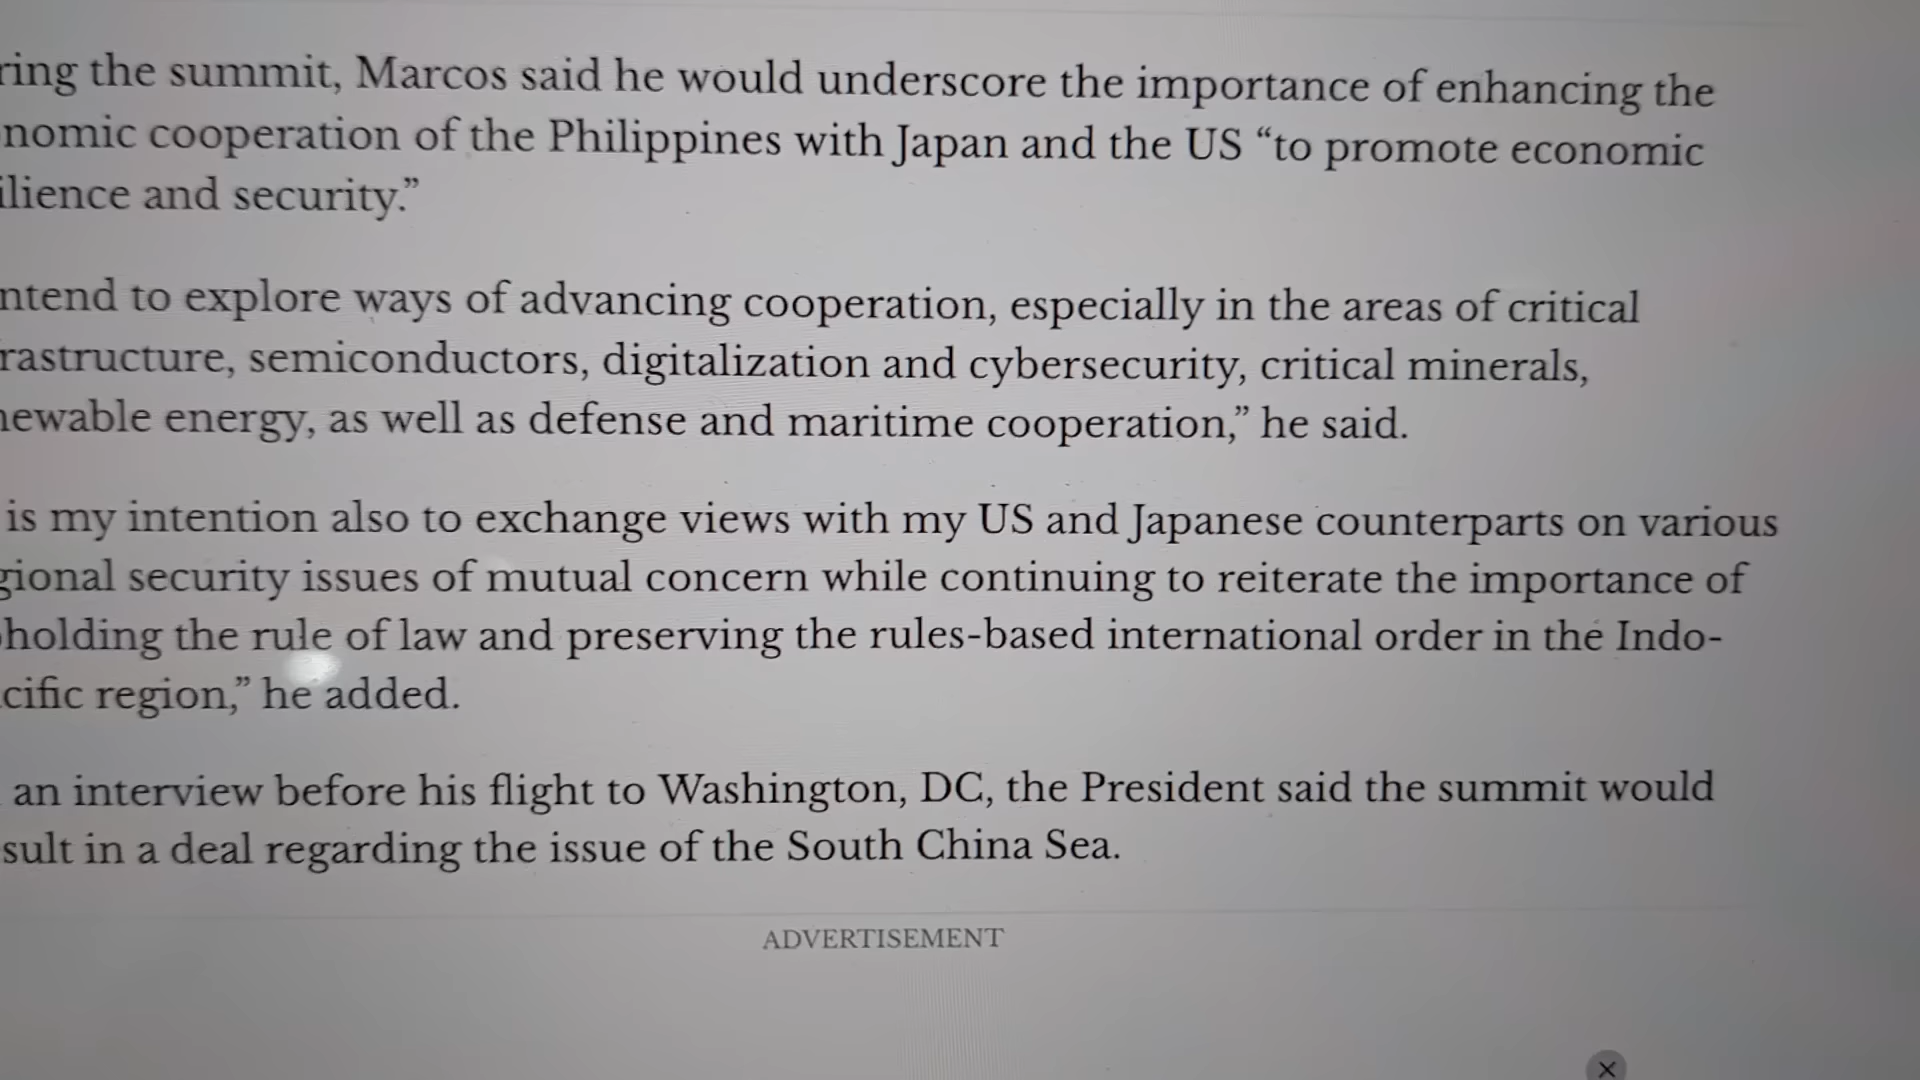 ring the summit, Marcos said he would underscore the importance of enhancing the
nomic cooperation of the Philippines with Japan and the US “to promote economic
ilience and security.”
ntend to explore ways of advancing cooperation, especially in the areas of critical
rastructure, semiconductors, digitalization and cybersecurity, critical minerals,
newable energy, as well as defense and maritime cooperation,” he said.
is my intention also to exchange views with my US and Japanese counterparts on various
gional security issues of mutual concern while continuing to reiterate the importance of
holding the rule of law and preserving the rules-based international order in the Indo-
cific region,” he added.
an interview before his flight to Washington, DC, the President said the summit would
sult in a deal regarding the issue of the South China Sea.
ADVERTISEMENT